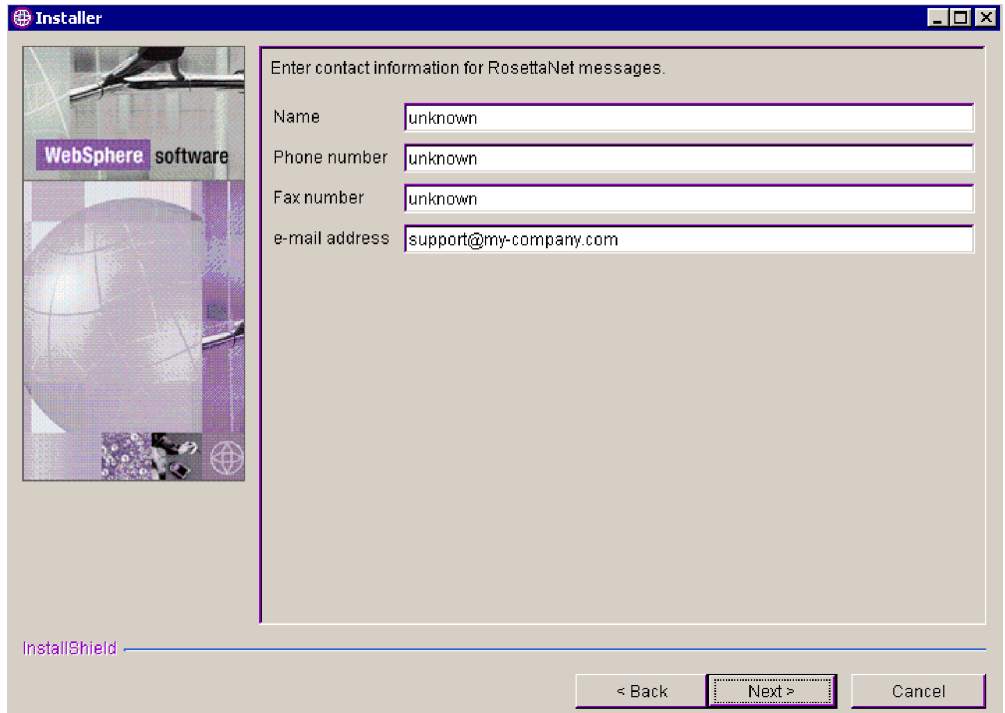 Installer
WebSphere software
Enter contact information for RosettaNet messages.
Name unknown
Phone number unknown
Fax number unknown
e-mail address support@my-company.com
InstallShield
< Back Next > Cancel